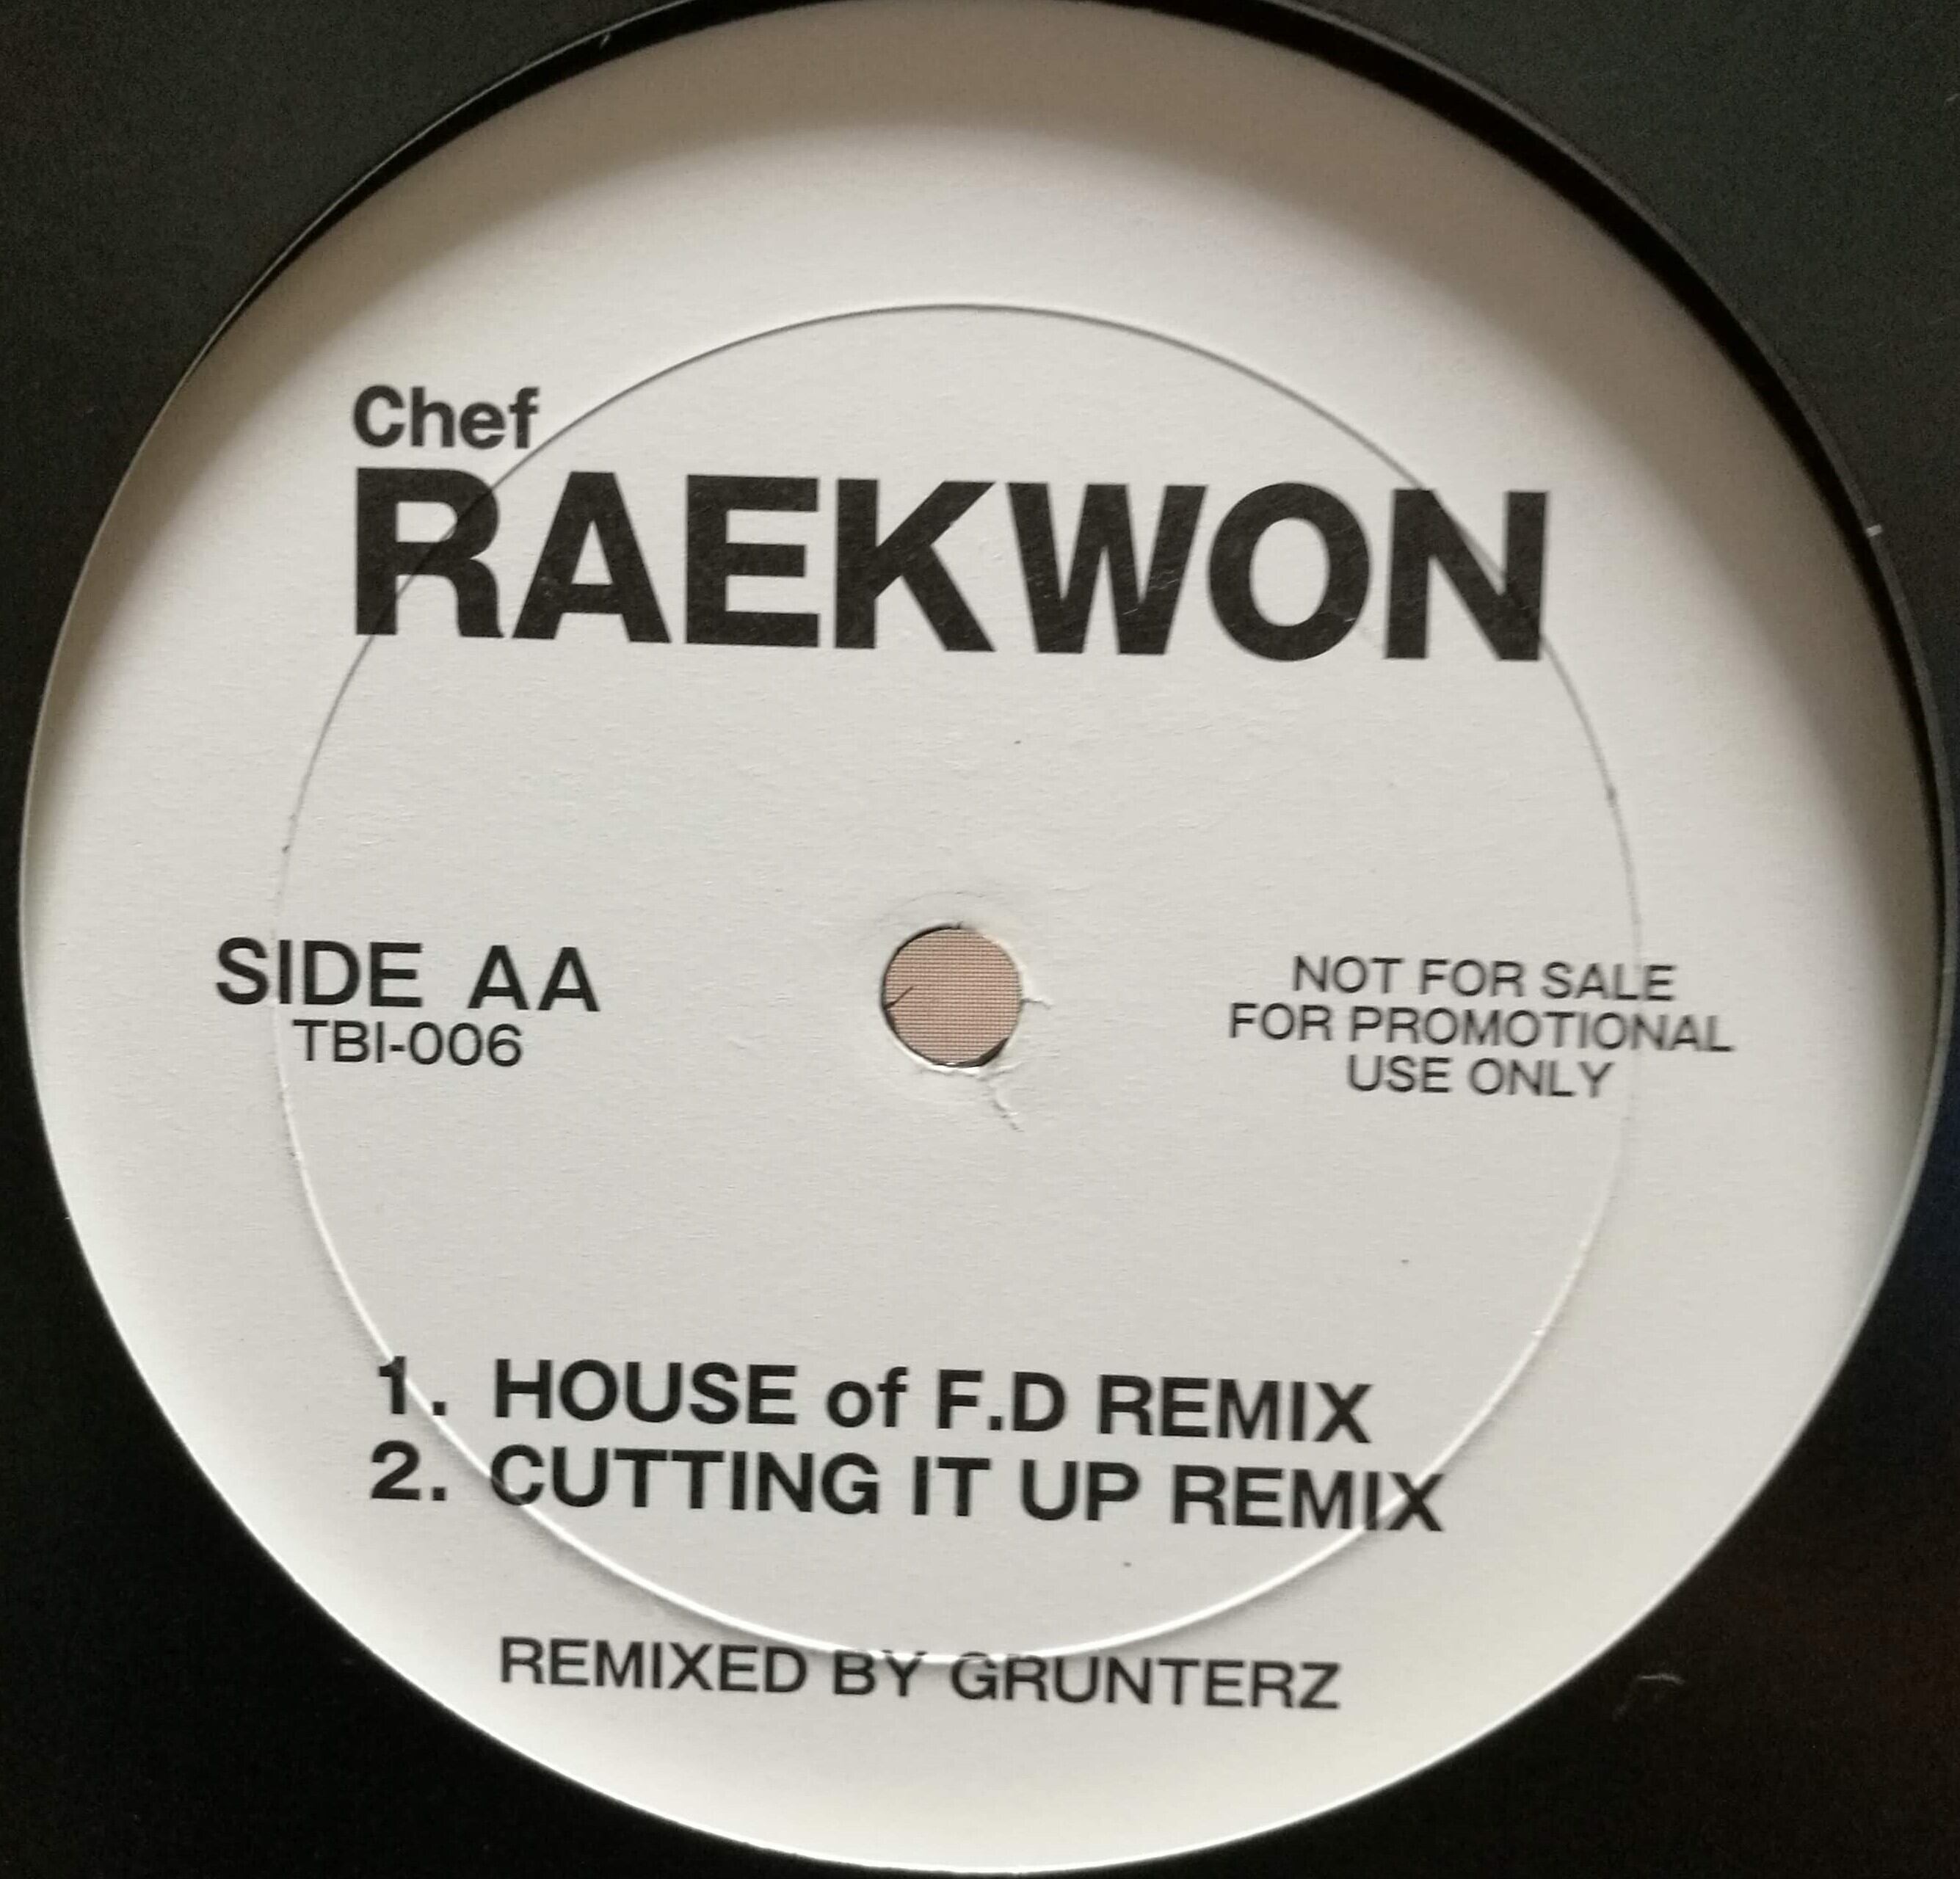 Chef
RAEKWON
SIDE AA
TBI-006
NOT FOR SALE
FOR PROMOTIONAL
USE ONLY
1. HOUSE of F.D REMIX
2. CUTTING IT UP REMIX
REMIXED BY GRUNTERZ